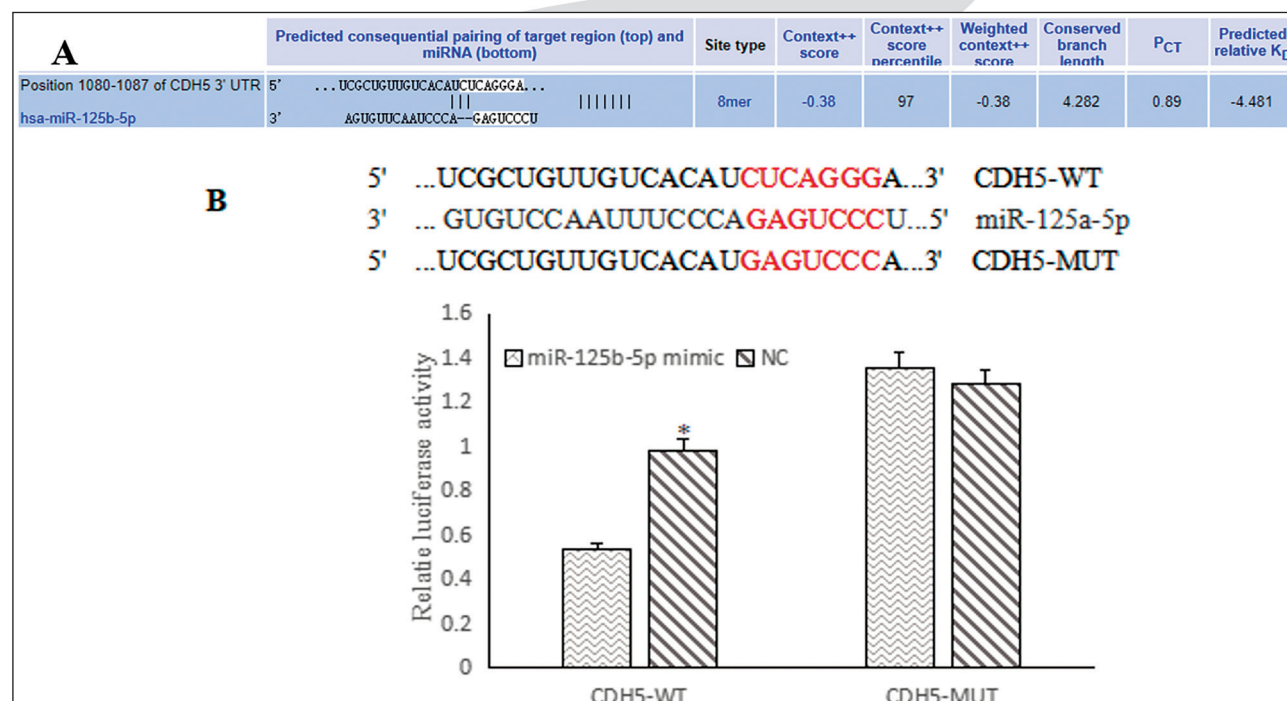 A
Predicted consequential pairing of target region (top) and miRNA (bottom)
Site type
Context++ score
Context++ score percentile
Weighted context++ score
Conserved branch length
PCT
Predicted relative KD
Position 1080-1087 of CDH5 3' UTR 5' ...UCGCUGUUGUCACAUCUCAGGGA...
||| |||||||
hsa-miR-125b-5p 3' AGUGUUCAAUCCCA--GAGUCCCU
8mer -0.38 97 -0.38 4.282 0.89 -4.481
B
5' ...UCGCUGUUGUCACAUCUCAGGGA...3' CDH5-WT
3' GUGUCCAAUUUCCCAGAGUCCCU...5' miR-125a-5p
5' ...UCGCUGUUGUCACAUGAGUCCCA...3' CDH5-MUT
Relatie luciferase activity
1.6
1.4
1.2
1
0.8
0.6
0.4
0.2
0
miR-125b-5p mimic NC
*
CDH5-WT CDH5-MUT